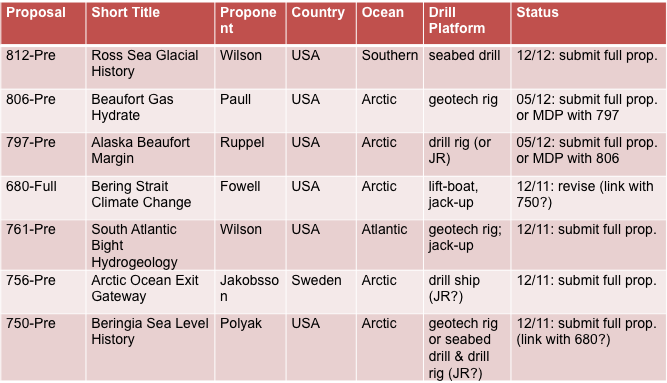 Proposal Short Title Propone Country Ocean Drill Status
nt Platform
812-Pre Ross Sea Glacial Wilson USA Southern seabed drill 12/12: submit full prop.
History
806-Pre Beaufort Gas Paull USA Arctic geotech rig 05/12: submit full prop.
Hydrate or MDP with 797
797-Pre Alaska Beaufort Ruppel USA Arctic drill rig (or 05/12: submit full prop.
Margin JR) or MDP with 806
680-Full Bering Strait Fowell USA Arctic lift-boat, 12/11: revise (link with
Climate Change jack-up 750?)
761-Pre South Atlantic Wilson USA Atlantic geotech rig; 12/11: submit full prop.
Bight jack-up
Hydrogeology
756-Pre Arctic Ocean Exit Jakobsso Sweden Arctic drill ship 12/11: submit full prop.
Gateway n (JR?)
750-Pre Beringia Sea Level Polyak USA Arctic geotech rig 12/11: submit full prop.
History or seabed (link with 680?)
drill & drill
rig (JR?)